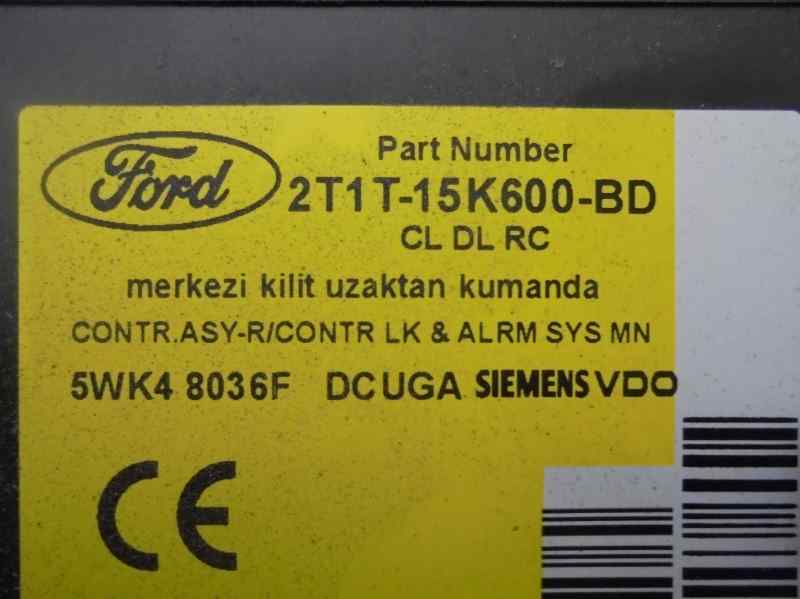 Ford
Part Number
2T1T-15K600-BD
CL DL RC
merkezi kilit uzaktan kumanda
CONTR.ASY-R/CONTR LK & ALRM SYS MN
5WK4 8036F DCUGA SIEMENS VDO
CE